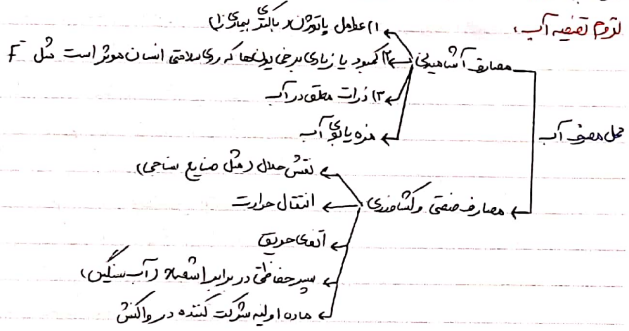 لزوم تصفیه آب:
محل مصرف آب
مصارف آشامیدنی
۱) عوامل پاتوژن (باکتری بیماری زا)
۲) کمبود یا زیادی برخی یون‌ها که روی سلامتی انسان موثر است مثل F⁻
۳) ذرات معلق در آب
مزه یا بوی آب
مصارف صنعتی و کشاورزی
نقش حلال (مثل صنایع نساجی)
انتقال حرارت
اطفای حریق
سپر حفاظتی در برابر اشعه (آب سنگین)
ماده اولیه شرکت کننده در واکنش